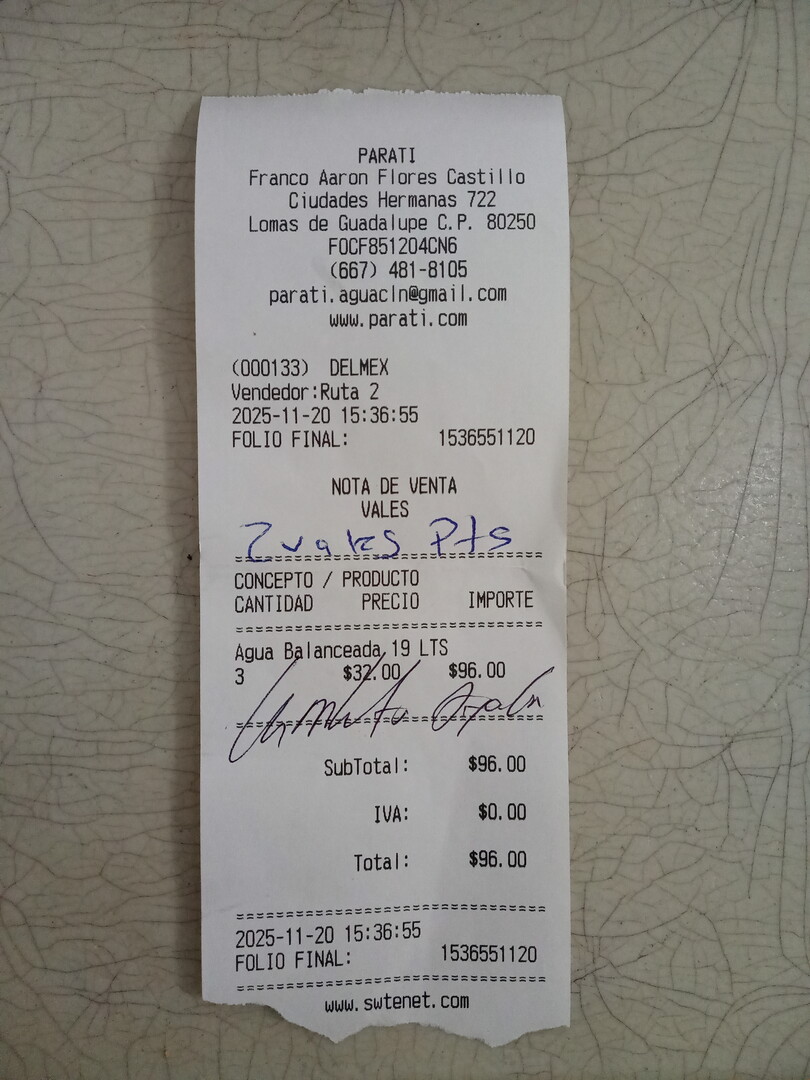 PARATI
Franco Aaron Flores Castillo
Ciudades Hermanas 722
Lomas de Guadalupe C.P. 80250
FOCF851204CN6
(667) 481-8105
parati.aguacln@gmail.com
www.parati.com
(000133) DELMEX
Vendedor:Ruta 2
2025-11-20 15:36:55
FOLIO FINAL: 1536551120
NOTA DE VENTA
VALES
2 vales Pts
CONCEPTO / PRODUCTO
CANTIDAD PRECIO IMPORTE
Agua Balanceada 19 LTS
3 $32.00 $96.00
SubTotal: $96.00
IVA: $0.00
Total: $96.00
2025-11-20 15:36:55
FOLIO FINAL: 1536551120
www.swtenet.com